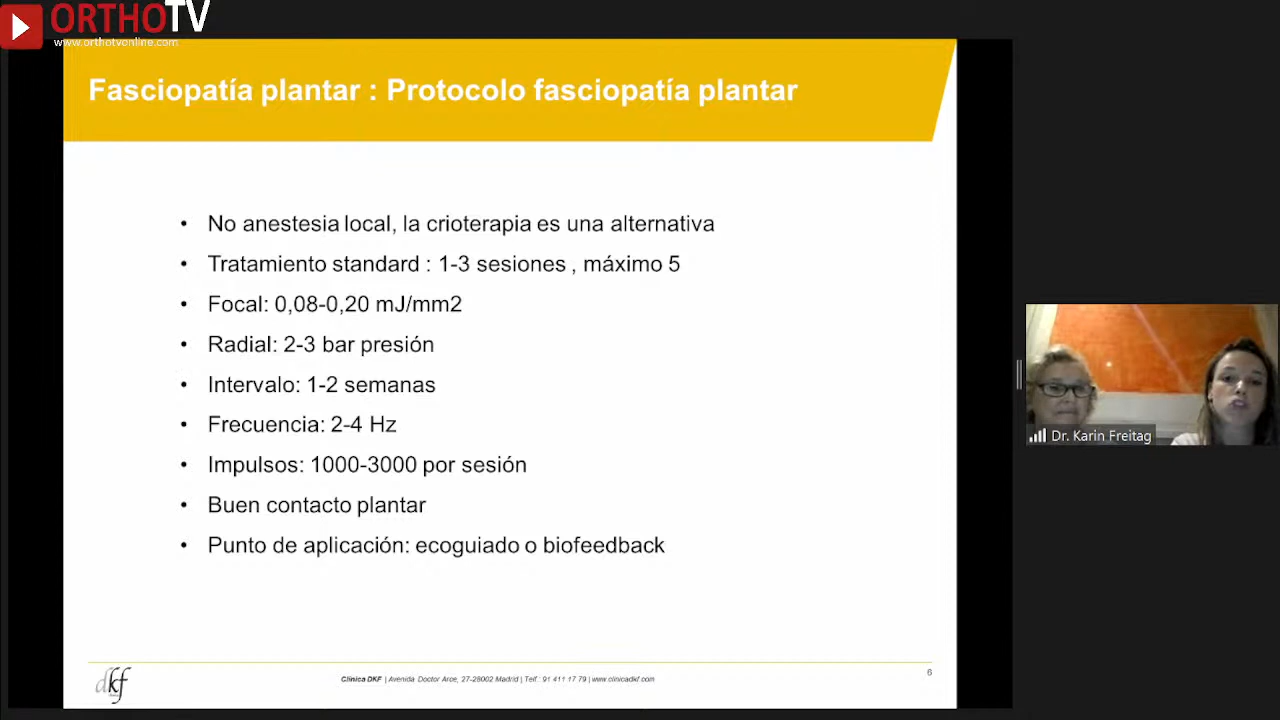 ORTHOTV
www.orthotvonline.com
Fasciopatía plantar : Protocolo fasciopatía plantar
• No anestesia local, la crioterapia es una alternativa
• Tratamiento standard : 1-3 sesiones , máximo 5
• Focal: 0,08-0,20 mJ/mm2
• Radial: 2-3 bar presión
• Intervalo: 1-2 semanas
• Frecuencia: 2-4 Hz
• Impulsos: 1000-3000 por sesión
• Buen contacto plantar
• Punto de aplicación: ecoguiado o biofeedback
Dr. Karin Freitag
dkf
Clínica DKF | Avenida Doctor Arce, 27-28002 Madrid | Telf.: 91 411 17 79 | www.clinicadkf.com
6